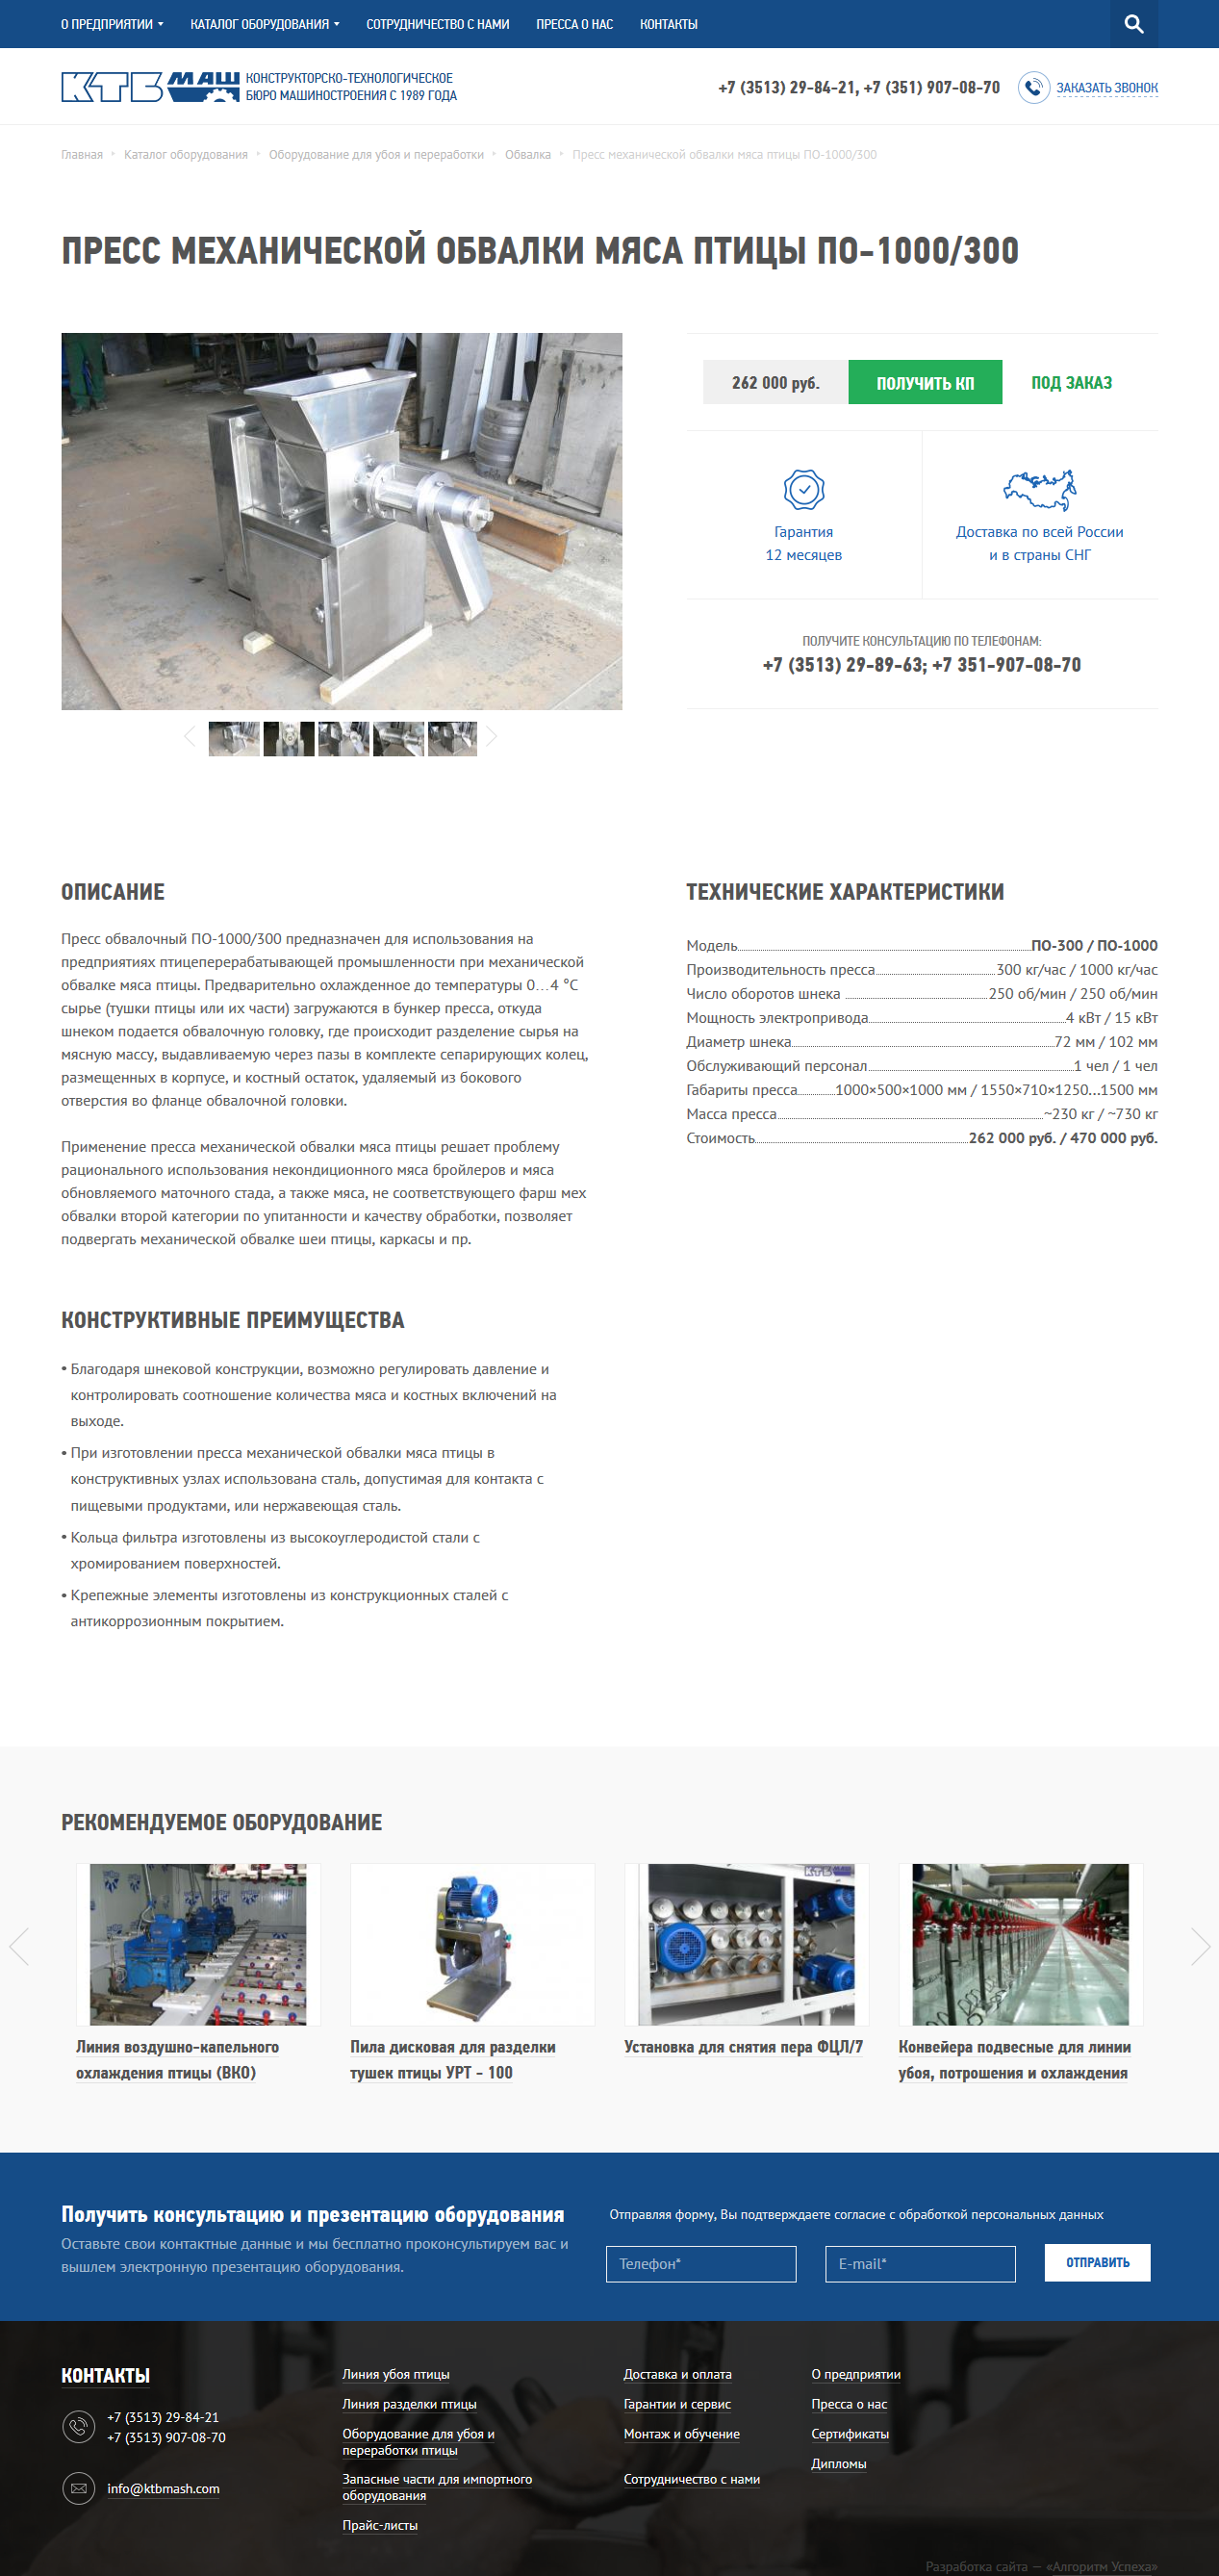 О ПРЕДПРИЯТИИ КАТАЛОГ ОБОРУДОВАНИЯ СОТРУДНИЧЕСТВО С НАМИ ПРЕССА О НАС КОНТАКТЫ
КТБ МАШ
КОНСТРУКТОРСКО-ТЕХНОЛОГИЧЕСКОЕ
БЮРО МАШИНОСТРОЕНИЯ С 1989 ГОДА
+7 (3513) 29-84-21, +7 (351) 907-08-70
ЗАКАЗАТЬ ЗВОНОК
Главная Каталог оборудования Оборудование для убоя и переработки Обвалка Пресс механической обвалки мяса птицы ПО-1000/300
ПРЕСС МЕХАНИЧЕСКОЙ ОБВАЛКИ МЯСА ПТИЦЫ ПО-1000/300
262 000 руб.
ПОЛУЧИТЬ КП
ПОД ЗАКАЗ
Гарантия
12 месяцев
Доставка по всей России
и в страны СНГ
ПОЛУЧИТЕ КОНСУЛЬТАЦИЮ ПО ТЕЛЕФОНАМ:
+7 (3513) 29-89-63; +7 351-907-08-70
ОПИСАНИЕ
Пресс обвалочный ПО-1000/300 предназначен для использования на
предприятиях птицеперерабатывающей промышленности при механической
обвалке мяса птицы. Предварительно охлажденное до температуры 0…4 °С
сырье (тушки птицы или их части) загружаются в бункер пресса, откуда
шнеком подается обвалочную головку, где происходит разделение сырья на
мясную массу, выдавливаемую через пазы в комплекте сепарирующих колец,
размещенных в корпусе, и костный остаток, удаляемый из бокового
отверстия во фланце обвалочной головки.
Применение пресса механической обвалки мяса птицы решает проблему
рационального использования некондиционного мяса бройлеров и мяса
обновляемого маточного стада, а также мяса, не соответствующего фарш мех
обвалки второй категории по упитанности и качеству обработки, позволяет
подвергать механической обвалке шеи птицы, каркасы и пр.
КОНСТРУКТИВНЫЕ ПРЕИМУЩЕСТВА
• Благодаря шнековой конструкции, возможно регулировать давление и
контролировать соотношение количества мяса и костных включений на
выходе.
• При изготовлении пресса механической обвалки мяса птицы в
конструктивных узлах использована сталь, допустимая для контакта с
пищевыми продуктами, или нержавеющая сталь.
• Кольца фильтра изготовлены из высокоуглеродистой стали с
хромированием поверхностей.
• Крепежные элементы изготовлены из конструкционных сталей с
антикоррозионным покрытием.
ТЕХНИЧЕСКИЕ ХАРАКТЕРИСТИКИ
Модель ПО-300 / ПО-1000
Производительность пресса 300 кг/час / 1000 кг/час
Число оборотов шнека 250 об/мин / 250 об/мин
Мощность электропривода 4 кВт / 15 кВт
Диаметр шнека 72 мм / 102 мм
Обслуживающий персонал 1 чел / 1 чел
Габариты пресса 1000×500×1000 мм / 1550×710×1250…1500 мм
Масса пресса ~230 кг / ~730 кг
Стоимость 262 000 руб. / 470 000 руб.
РЕКОМЕНДУЕМОЕ ОБОРУДОВАНИЕ
КТБМАШ
Линия воздушно-капельного
охлаждения птицы (ВКО)
Пила дисковая для разделки
тушек птицы УРТ - 100
Установка для снятия пера ФЦЛ/7
Конвейера подвесные для линии
убоя, потрошения и охлаждения
Получить консультацию и презентацию оборудования
Оставьте свои контактные данные и мы бесплатно проконсультируем вас и
вышлем электронную презентацию оборудования.
Отправляя форму, Вы подтверждаете согласие с обработкой персональных данных
Телефон*
E-mail*
ОТПРАВИТЬ
КОНТАКТЫ
+7 (3513) 29-84-21
+7 (3513) 907-08-70
info@ktbmash.com
Линия убоя птицы
Линия разделки птицы
Оборудование для убоя и
переработки птицы
Запасные части для импортного
оборудования
Прайс-листы
Доставка и оплата
Гарантии и сервис
Монтаж и обучение
Сотрудничество с нами
О предприятии
Пресса о нас
Сертификаты
Дипломы
Разработка сайта — «Алгоритм Успеха»